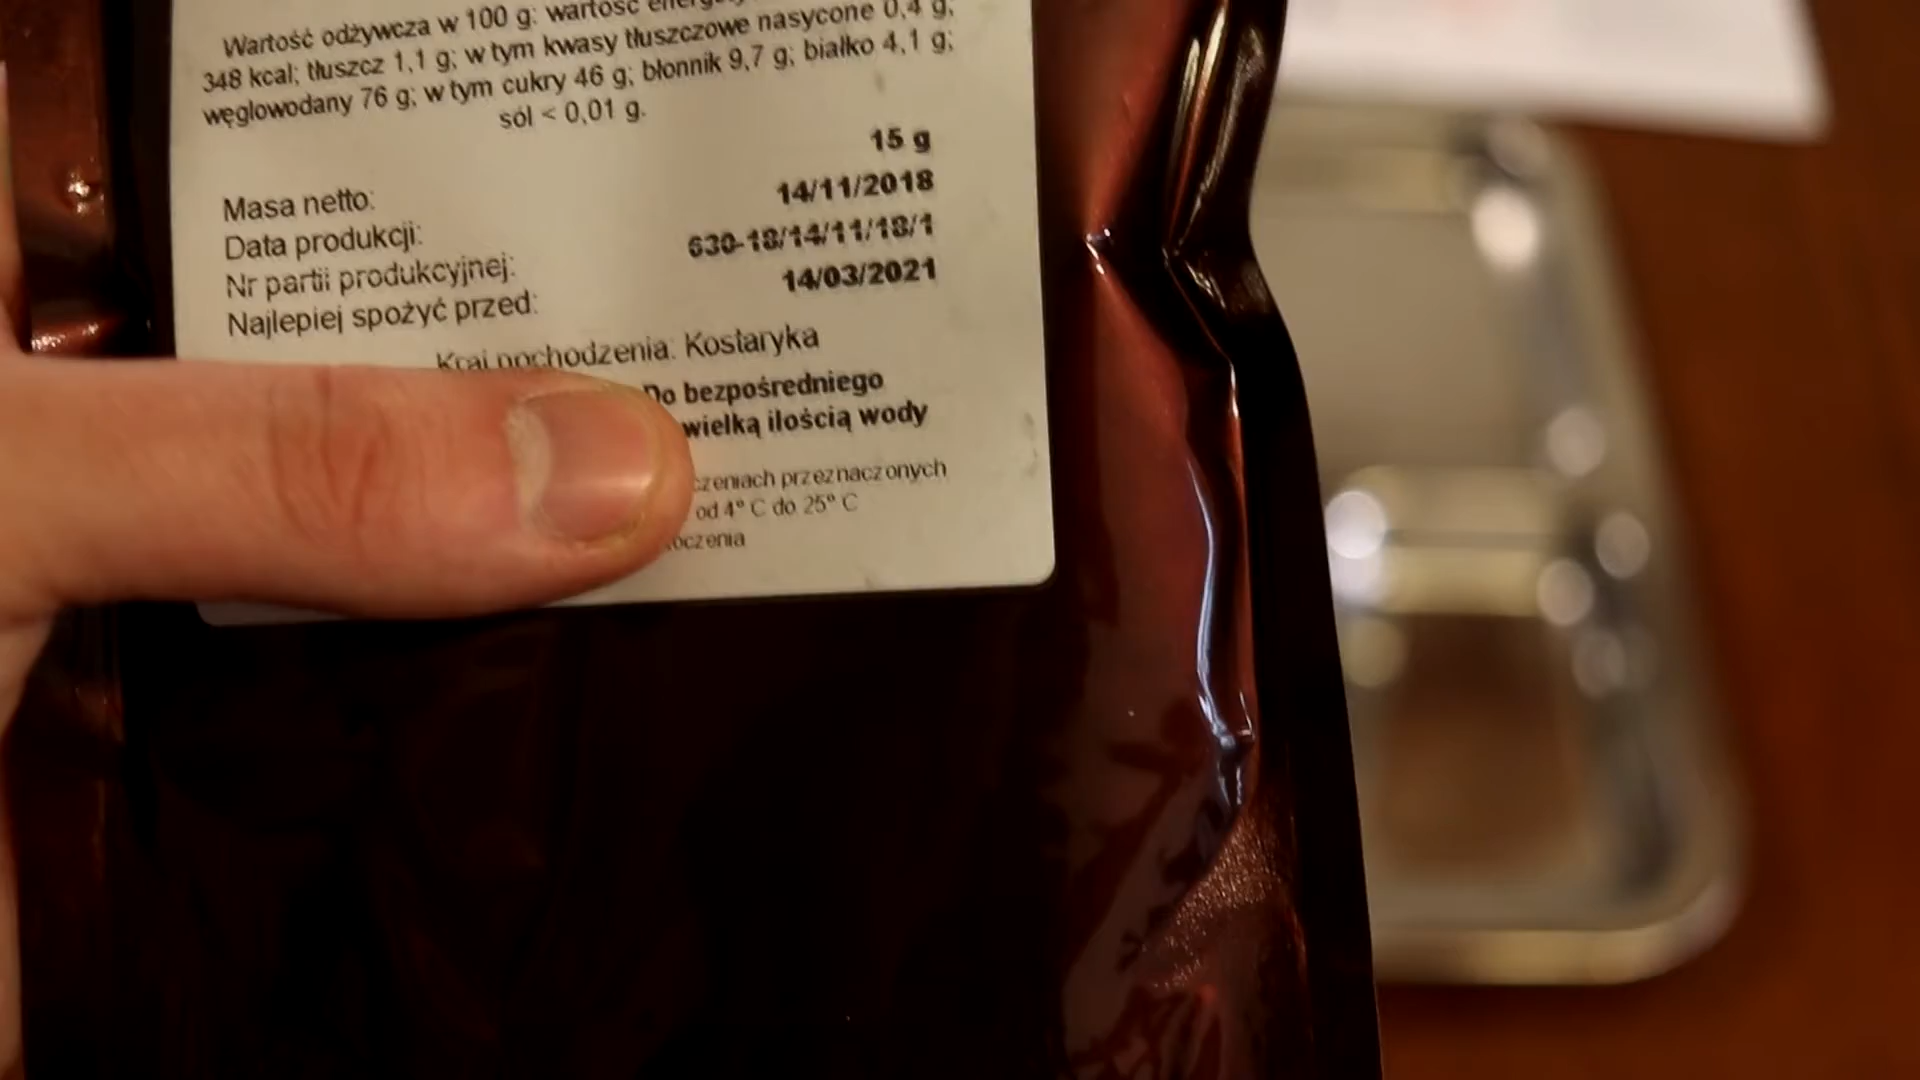 Wartość odżywcza w 100 g: wartość
348 kcal; tłuszcz 1,1 g; w tym kwasy tłuszczowe nasycone 0,4 g;
węglowodany 76 g; w tym cukry 46 g; błonnik 9,7 g; białko 4,1 g;
sól < 0,01 g.
Masa netto: 15 g
Data produkcji: 14/11/2018
Nr partii produkcyjnej: 630-18/14/11/18/1
Najlepiej spożyć przed: 14/03/2021
Kraj pochodzenia: Kostaryka
Do bezpośredniego
wielką ilością wody
przeznaczonych
od 4° C do 25° C